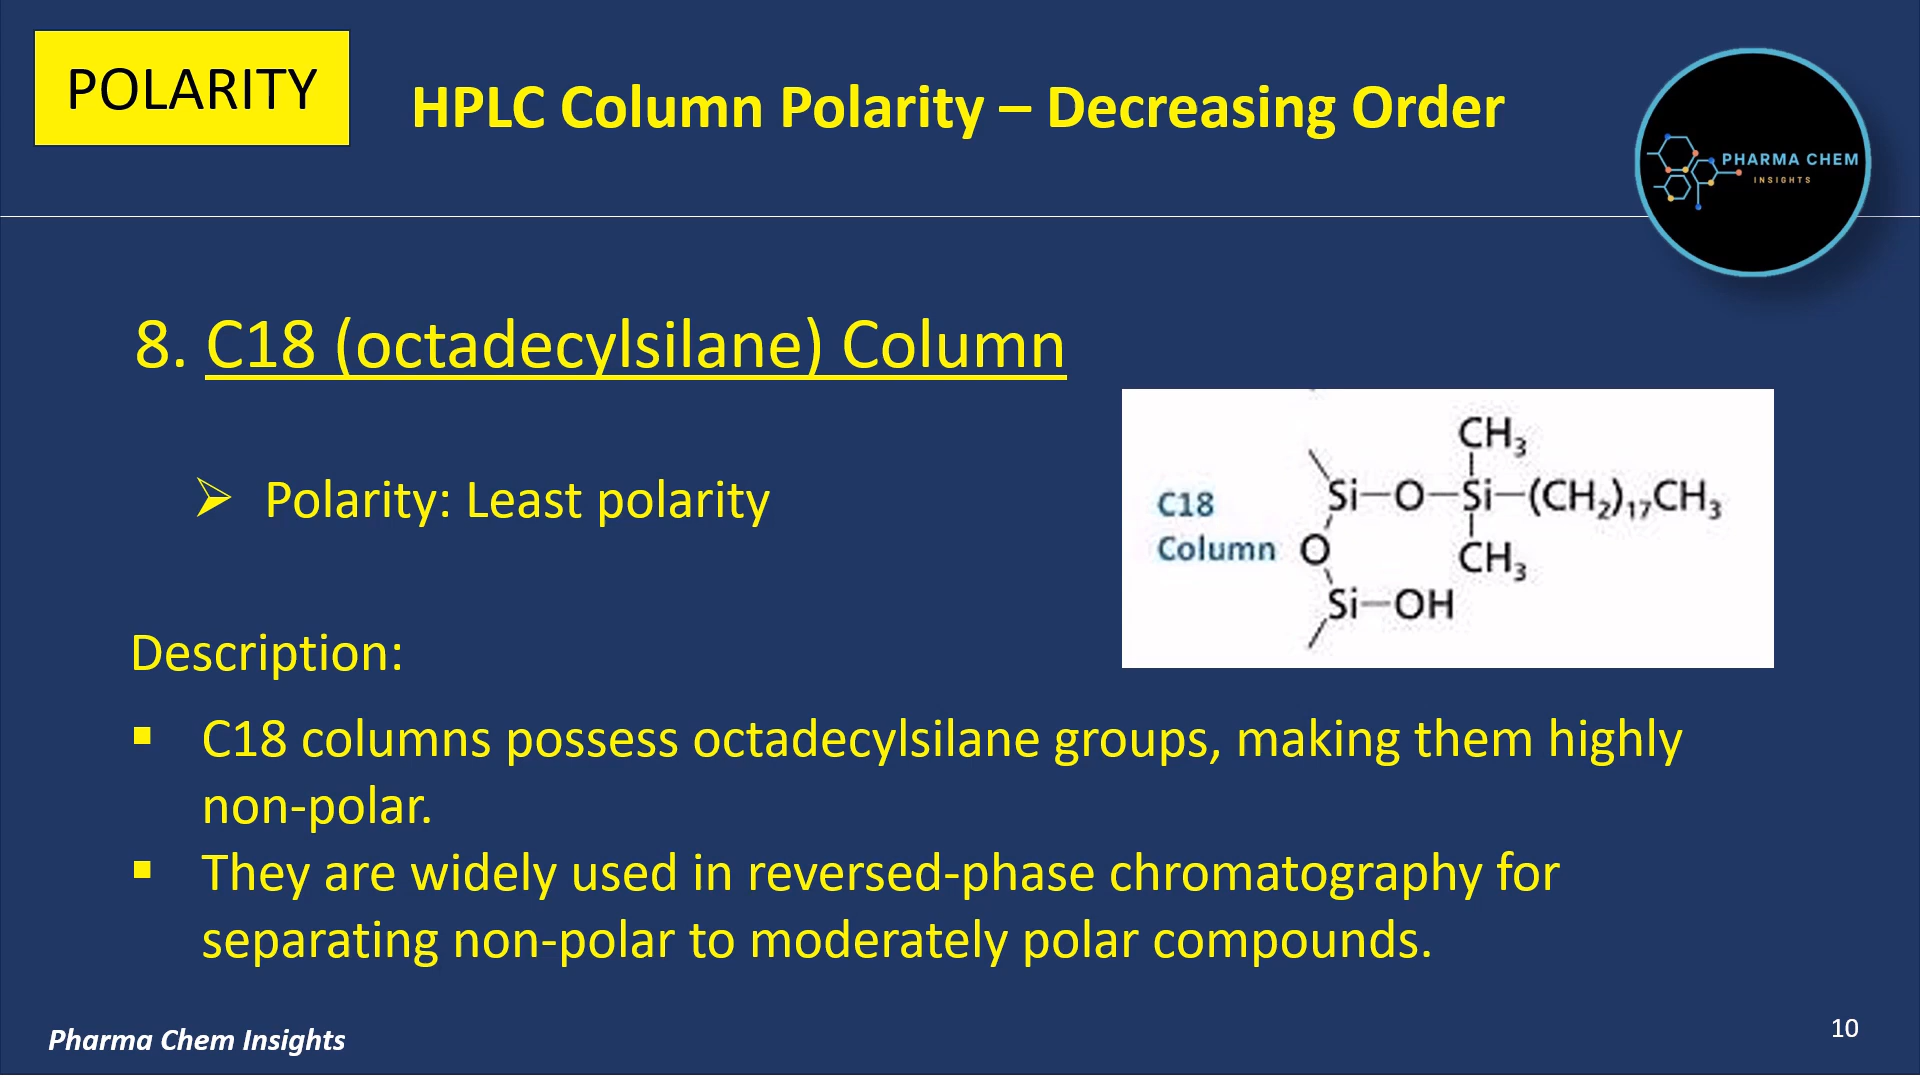 POLARITY
HPLC Column Polarity – Decreasing Order
PHARMA CHEM
INSIGHTS
8. C18 (octadecylsilane) Column
➢ Polarity: Least polarity
CH₃
Si—O—Si—(CH₂)₁₇CH₃
C18
Column
O
CH₃
Si—OH
Description:
▪ C18 columns possess octadecylsilane groups, making them highly
non-polar.
▪ They are widely used in reversed-phase chromatography for
separating non-polar to moderately polar compounds.
Pharma Chem Insights
10